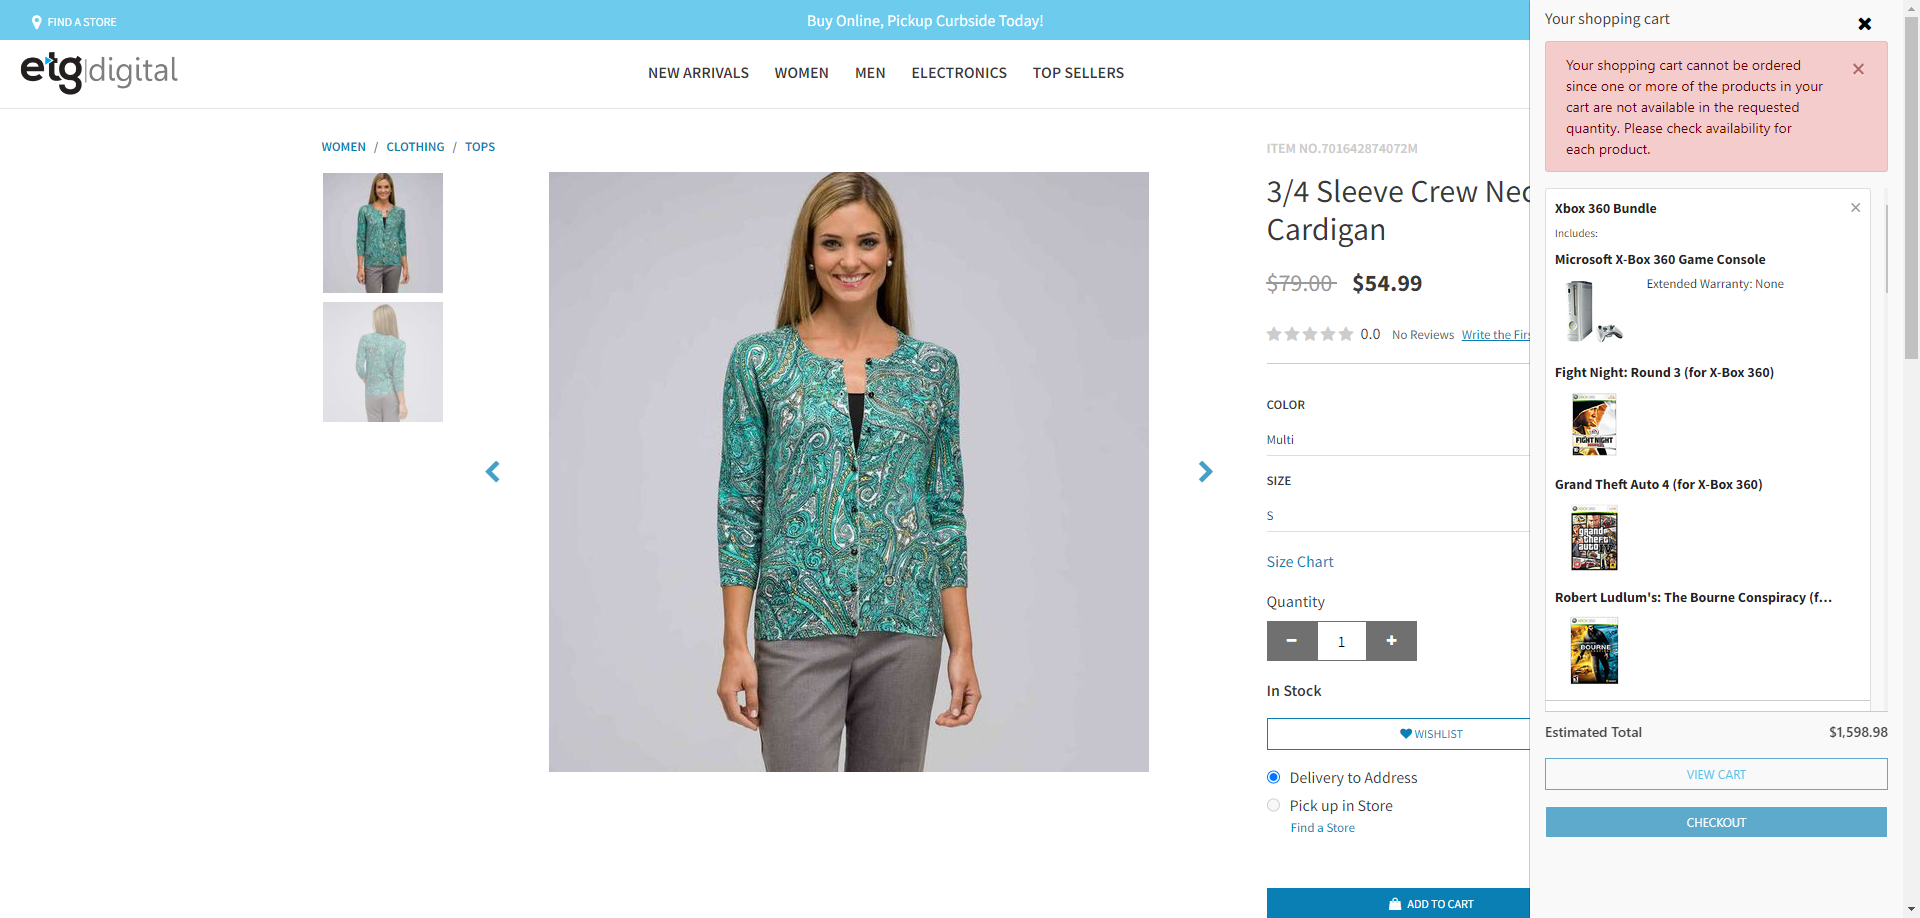 FIND A STORE
Buy Online, Pickup Curbside Today!
etg|digital
NEW ARRIVALS
WOMEN
MEN
ELECTRONICS
TOP SELLERS
WOMEN / CLOTHING / TOPS
ITEM NO.701642874072M
3/4 Sleeve Crew Nec
Cardigan
$79.00 $54.99
0.0 No Reviews Write the Firs
COLOR
Multi
SIZE
S
Size Chart
Quantity
− 1 +
In Stock
WISHLIST
Delivery to Address
Pick up in Store
Find a Store
ADD TO CART
Your shopping cart
Your shopping cart cannot be ordered
since one or more of the products in your
cart are not available in the requested
quantity. Please check availability for
each product.
Xbox 360 Bundle
Includes:
Microsoft X-Box 360 Game Console
Extended Warranty: None
Fight Night: Round 3 (for X-Box 360)
FIGHT NIGHT
Grand Theft Auto 4 (for X-Box 360)
grand
theft
auto
Robert Ludlum's: The Bourne Conspiracy (f...
BOURNE
Estimated Total
$1,598.98
VIEW CART
CHECKOUT